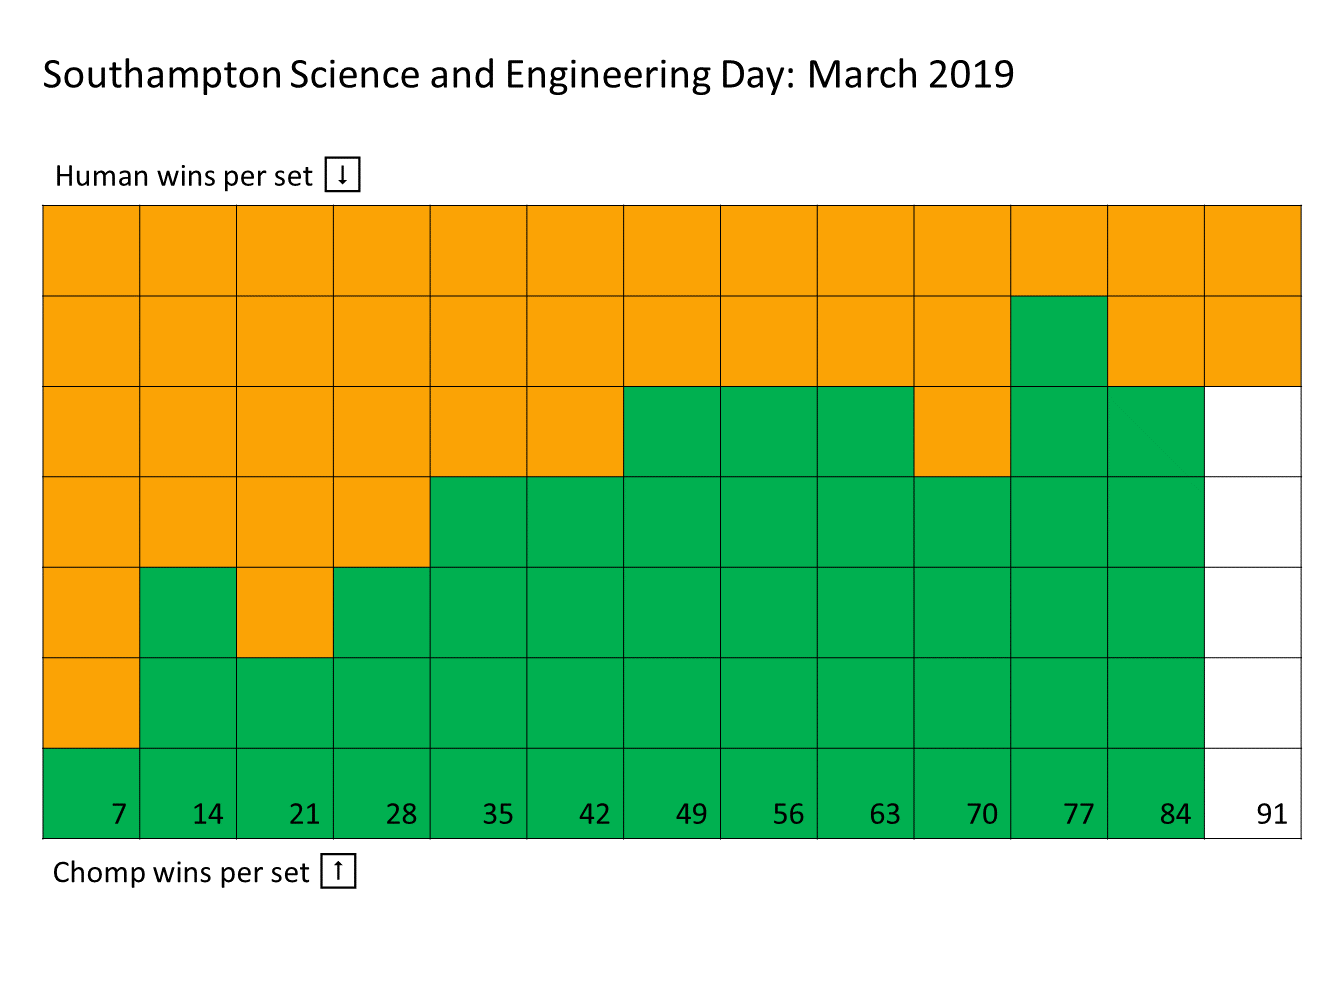 Southampton Science and Engineering Day: March 2019
Human wins per set ↓
7 14 21 28 35 42 49 56 63 70 77 84 91
Chomp wins per set ↑